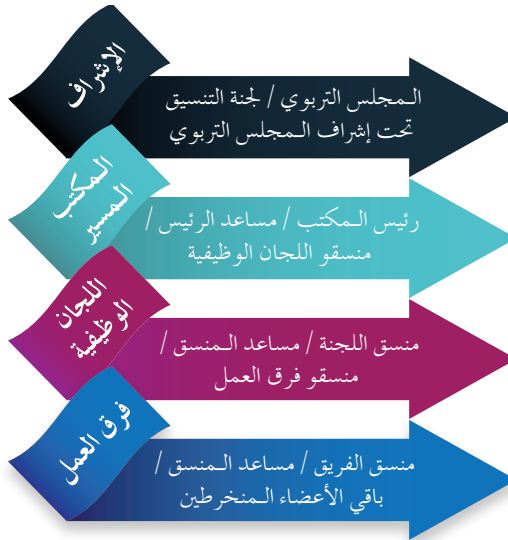 الإشراف
المجلس التربوي / لجنة التنسيق
تحت إشراف المجلس التربوي
المكتب
المسير
رئيس المكتب / مساعد الرئيس /
منسقو اللجان الوظيفية
اللجان
الوظيفية
منسق اللجنة / مساعد المنسق /
منسقو فرق العمل
فرق العمل
منسق الفريق / مساعد المنسق /
باقي الأعضاء المنخرطين